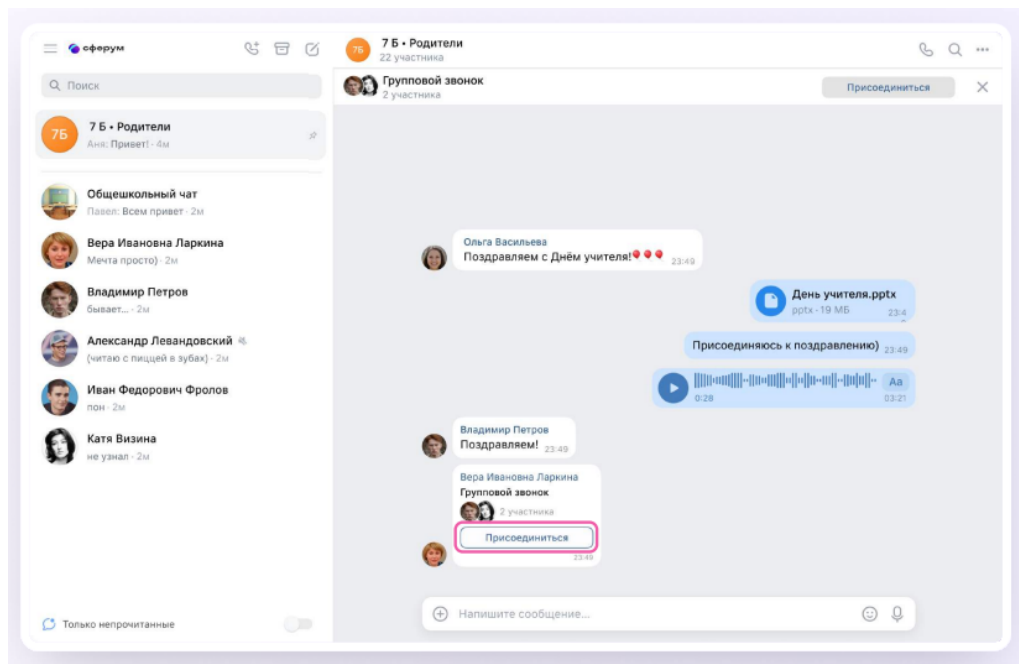 сферум
Поиск
7Б
7 Б • Родители
Аня: Привет! · 4м
Общешкольный чат
Павел: Всем привет · 2м
Вера Ивановна Ларкина
Мечта просто) · 2м
Владимир Петров
бывает... · 2м
Александр Левандовский
(читаю с пиццей в зубах) · 2м
Иван Федорович Фролов
пон · 2м
Катя Визина
не узнал · 2м
Только непрочитанные
7Б
7 Б • Родители
22 участника
Групповой звонок
2 участника
Присоединиться
Ольга Васильева
Поздравляем с Днём учителя!🎈🎈🎈 23:49
День учителя.pptx
pptx · 19 МБ 23:4
Присоединяюсь к поздравлению) 23:49
Aa
0:28 03:21
Владимир Петров
Поздравляем! 23:49
Вера Ивановна Ларкина
Групповой звонок
2 участника
Присоединиться
23:49
Напишите сообщение...